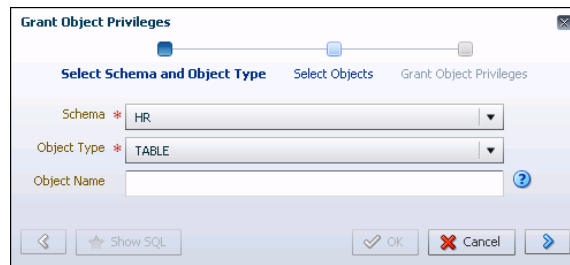 Grant Object Privileges
Select Schema and Object Type Select Objects Grant Object Privileges
Schema * HR
Object Type * TABLE
Object Name
Show SQL OK Cancel